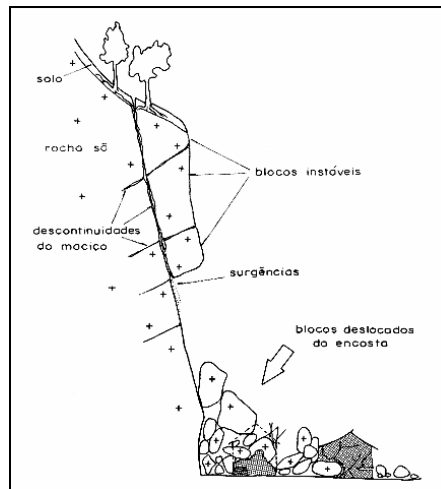 solo
rocha sã
blocos instáveis
descontinuidades
do maciço
surgências
blocos deslocados
da encosta